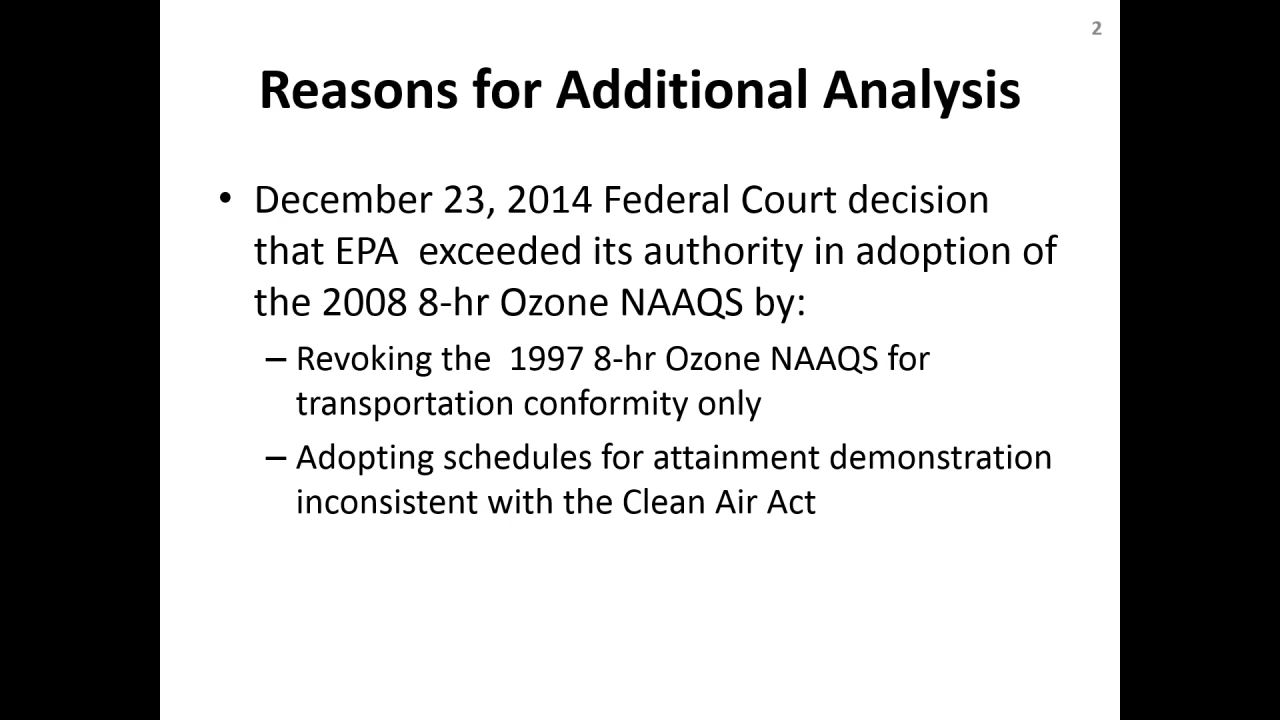 2
Reasons for Additional Analysis
• December 23, 2014 Federal Court decision
that EPA  exceeded its authority in adoption of
the 2008 8-hr Ozone NAAQS by:
– Revoking the  1997 8-hr Ozone NAAQS for
transportation conformity only
– Adopting schedules for attainment demonstration
inconsistent with the Clean Air Act